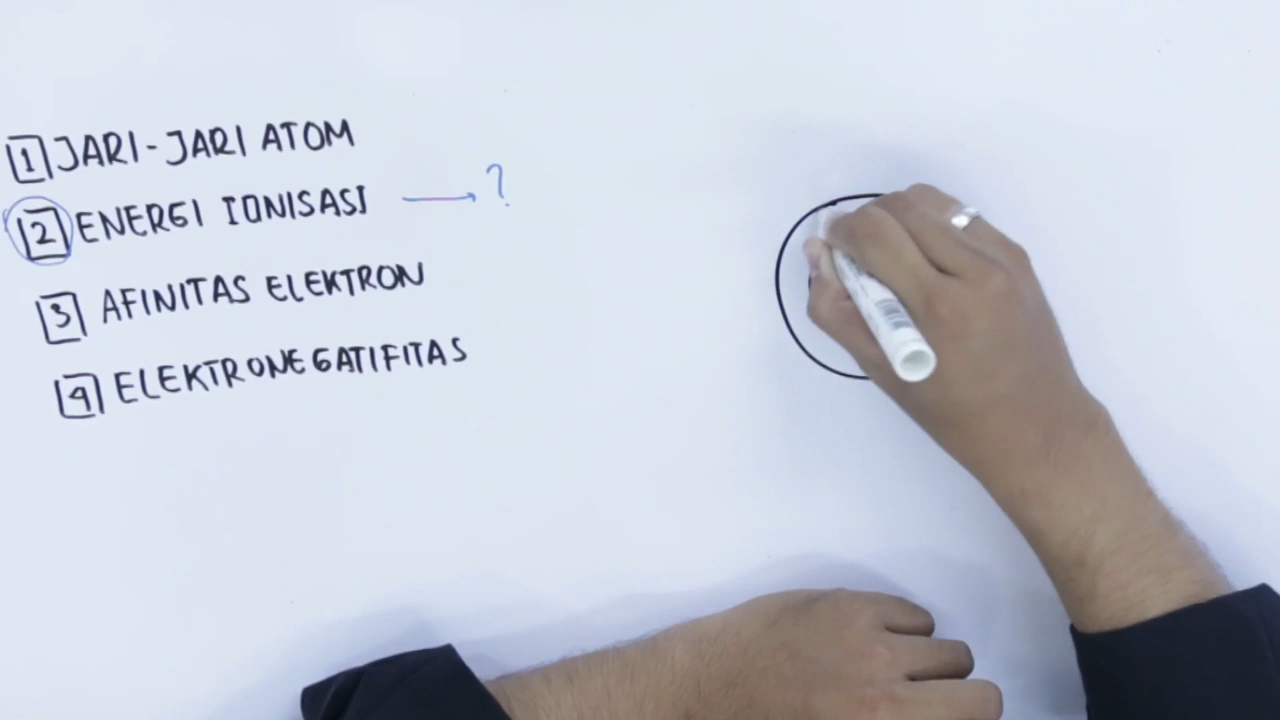 1 JARI-JARI ATOM
2 ENERGI IONISASI → ?
3 AFINITAS ELEKTRON
4 ELEKTRONEGATIFITAS